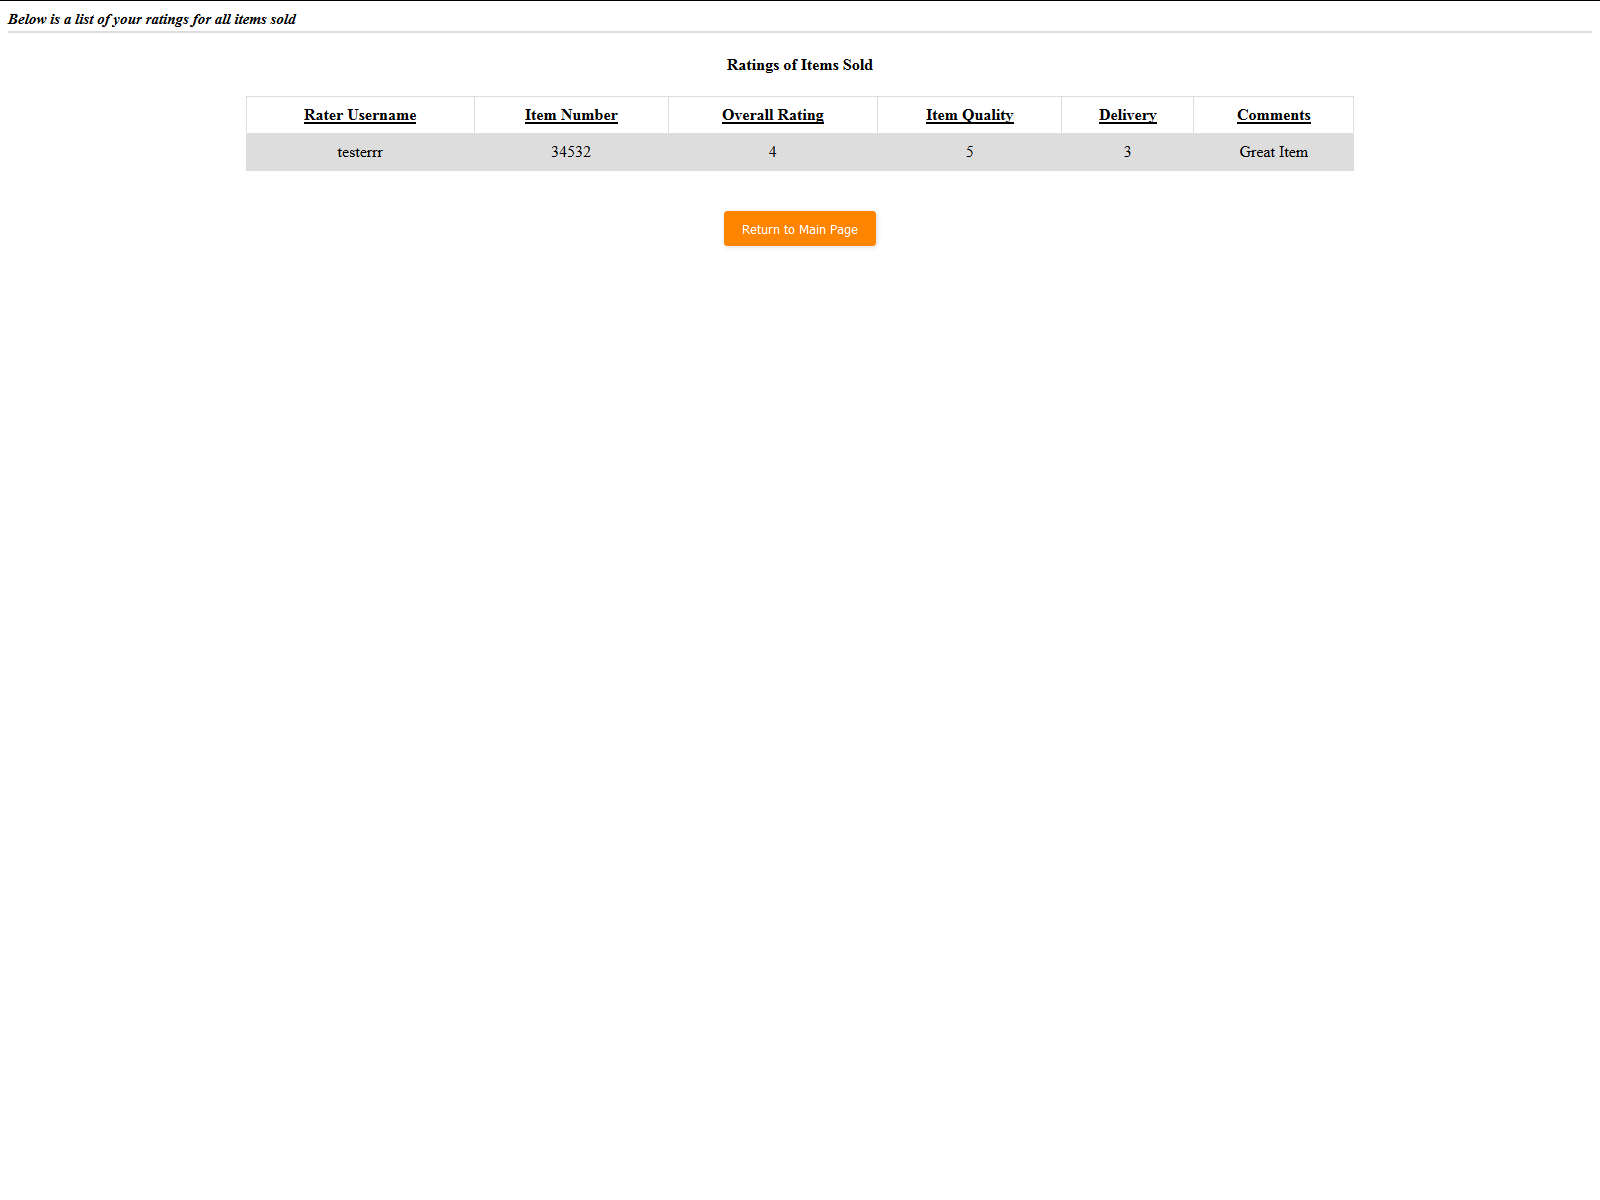 Below is a list of your ratings for all items sold
Ratings of Items Sold
Rater Username Item Number Overall Rating Item Quality Delivery Comments
testerrr 34532 4 5 3 Great Item
Return to Main Page